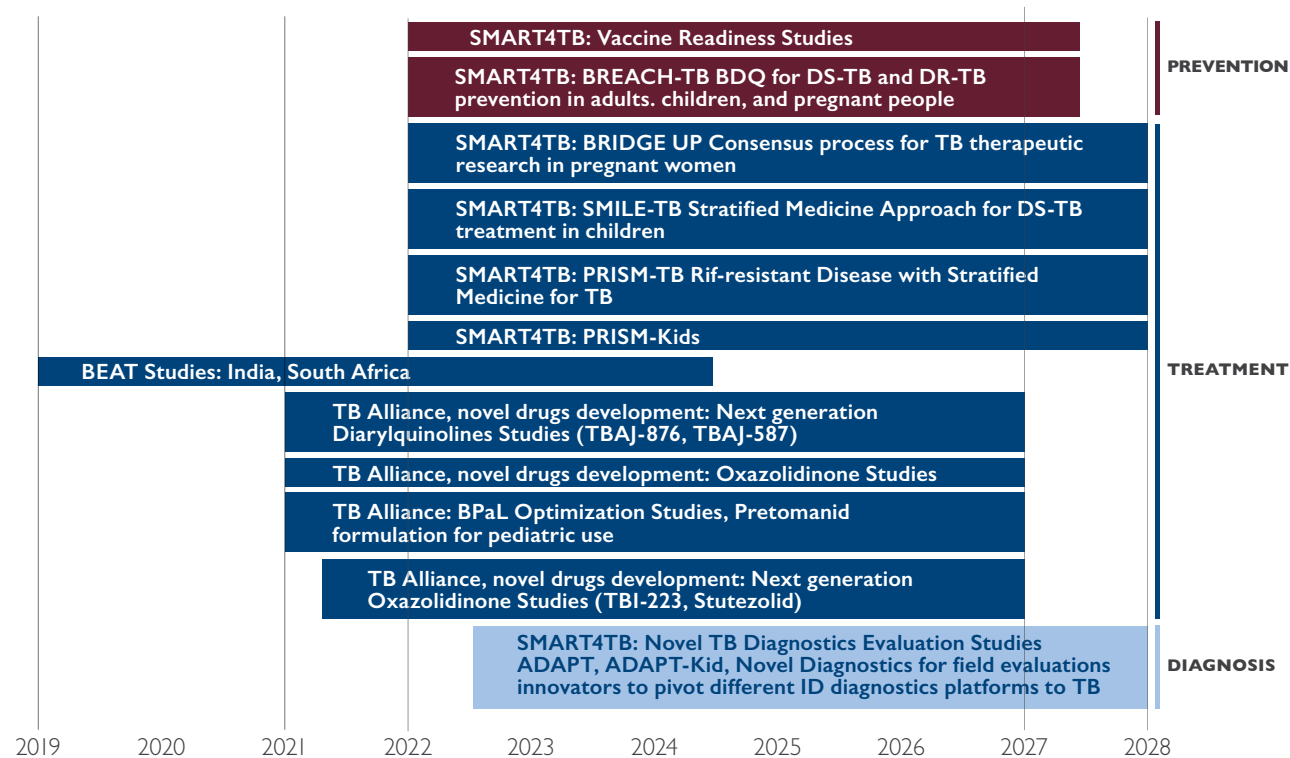 SMART4TB: Vaccine Readiness Studies
SMART4TB: BREACH-TB BDQ for DS-TB and DR-TB
prevention in adults. children, and pregnant people
PREVENTION
SMART4TB: BRIDGE UP Consensus process for TB therapeutic
research in pregnant women
SMART4TB: SMILE-TB Stratified Medicine Approach for DS-TB
treatment in children
SMART4TB: PRISM-TB Rif-resistant Disease with Stratified
Medicine for TB
SMART4TB: PRISM-Kids
BEAT Studies: India, South Africa
TREATMENT
TB Alliance, novel drugs development: Next generation
Diarylquinolines Studies (TBAJ-876, TBAJ-587)
TB Alliance, novel drugs development: Oxazolidinone Studies
TB Alliance: BPaL Optimization Studies, Pretomanid
formulation for pediatric use
TB Alliance, novel drugs development: Next generation
Oxazolidinone Studies (TBI-223, Stutezolid)
SMART4TB: Novel TB Diagnostics Evaluation Studies
ADAPT, ADAPT-Kid, Novel Diagnostics for field evaluations
innovators to pivot different ID diagnostics platforms to TB
DIAGNOSIS
2019 2020 2021 2022 2023 2024 2025 2026 2027 2028